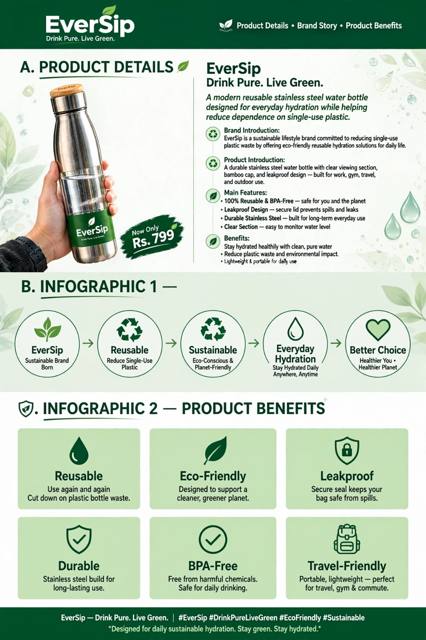 EverSip
Drink Pure. Live Green.
Product Details • Brand Story • Product Benefits
A. PRODUCT DETAILS
EverSip
Now Only
Rs. 799
EverSip
Drink Pure. Live Green.
A modern reusable stainless steel water bottle
designed for everyday hydration while helping
reduce dependence on single-use plastic.
Brand Introduction:
EverSip is a sustainable lifestyle brand committed to reducing single-use
plastic waste by offering eco-friendly reusable hydration solutions for daily life.
Product Introduction:
A durable stainless steel water bottle with clear viewing section,
bamboo cap, and leakproof design — built for work, gym, travel,
and outdoor use.
Main Features:
• 100% Reusable & BPA-Free — safe for you and the planet
• Leakproof Design — secure lid prevents spills and leaks
• Durable Stainless Steel — built for long-term everyday use
• Clear Section — easy to monitor water level
Benefits:
Stay hydrated healthily with clean, pure water
• Reduce plastic waste and environmental impact.
• Lightweight & portable for daily use
B. INFOGRAPHIC 1 —
EverSip
Sustainable Brand
Born
Reusable
Reduce Single-Use
Plastic
Sustainable
Eco-Conscious &
Planet-Friendly
Everyday
Hydration
Stay Hydrated Daily
Anywhere, Anytime
Better Choice
Healthier You •
Healthier Planet
. INFOGRAPHIC 2 — PRODUCT BENEFITS
Reusable
Use again and again
Cut down on plastic bottle waste.
Eco-Friendly
Designed to support a
cleaner, greener planet.
Leakproof
Secure seal keeps your
bag safe from spills.
Durable
Stainless steel build for
long-lasting use.
BPA-Free
Free from harmful chemicals.
Safe for daily drinking.
Travel-Friendly
Portable, lightweight — perfect
for travel, gym & commute.
EverSip — Drink Pure. Live Green. | #EverSip #DrinkPureLiveGreen #EcoFriendly #Sustainable
"Designed for daily sustainable hydration. Stay green. Stay hydrated."